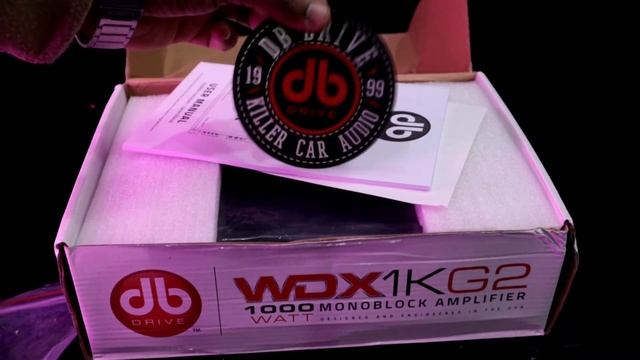 DB DRIVE
19 99
db
DRIVE
KILLER CAR AUDIO
USER MANUAL
db
db
DRIVE
TM
WDX1KG2
1000 MONOBLOCK AMPLIFIER
WATT DESIGNED AND ENGINEERED IN THE USA